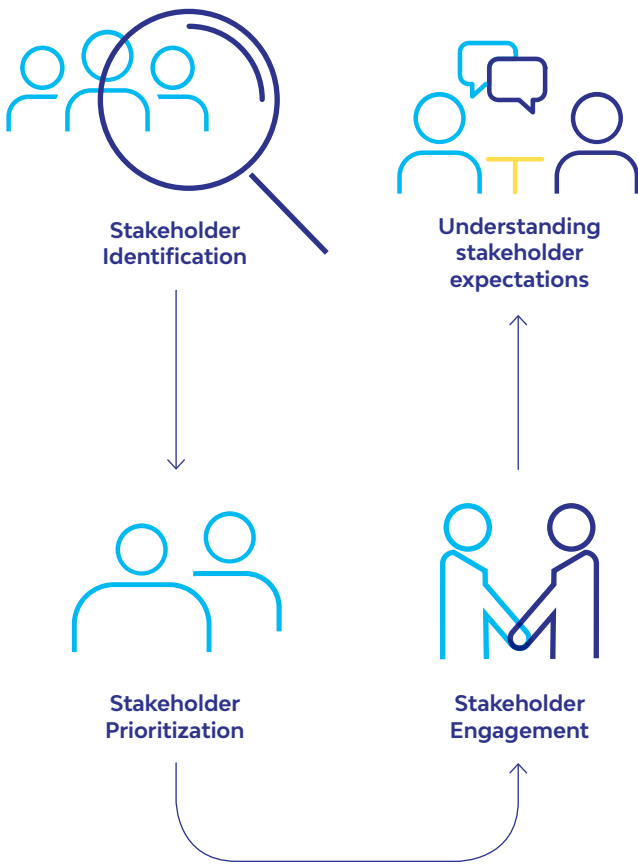 Stakeholder
Identification
Understanding
stakeholder
expectations
Stakeholder
Prioritization
Stakeholder
Engagement